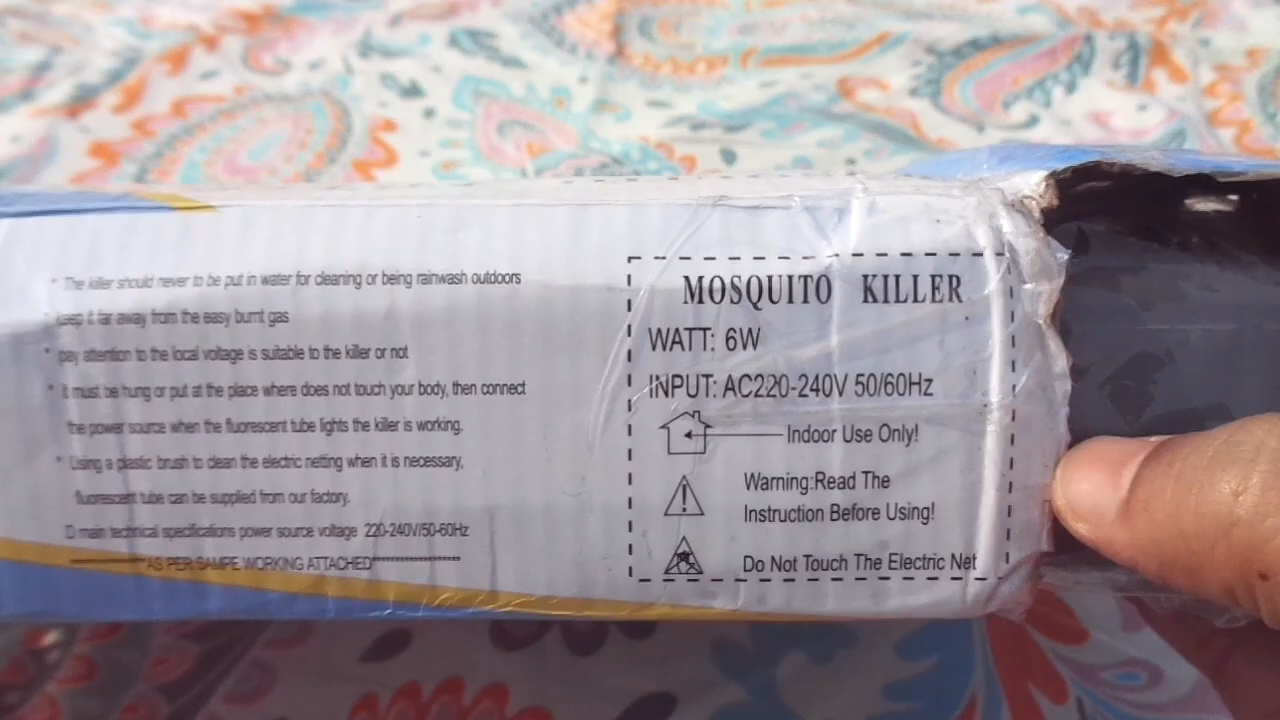 * The killer should never to be put in water for cleaning or being rainwash outdoors
* keep it far away from the easy burnt gas
* pay attention to the local voltage is suitable to the killer or not
* It must be hung or put at the place where does not touch your body, then connect
the power source when the fluorescent tube lights the killer is working.
* Using a plastic brush to clean the electric netting when it is necessary,
fluorescent tube can be supplied from our factory.
D main technical specifications power source voltage 220-240V/50-60Hz
AS PER SAMPE WORKING ATTACHED
MOSQUITO KILLER
WATT: 6W
INPUT: AC220-240V 50/60Hz
Indoor Use Only!
Warning:Read The
Instruction Before Using!
Do Not Touch The Electric Net